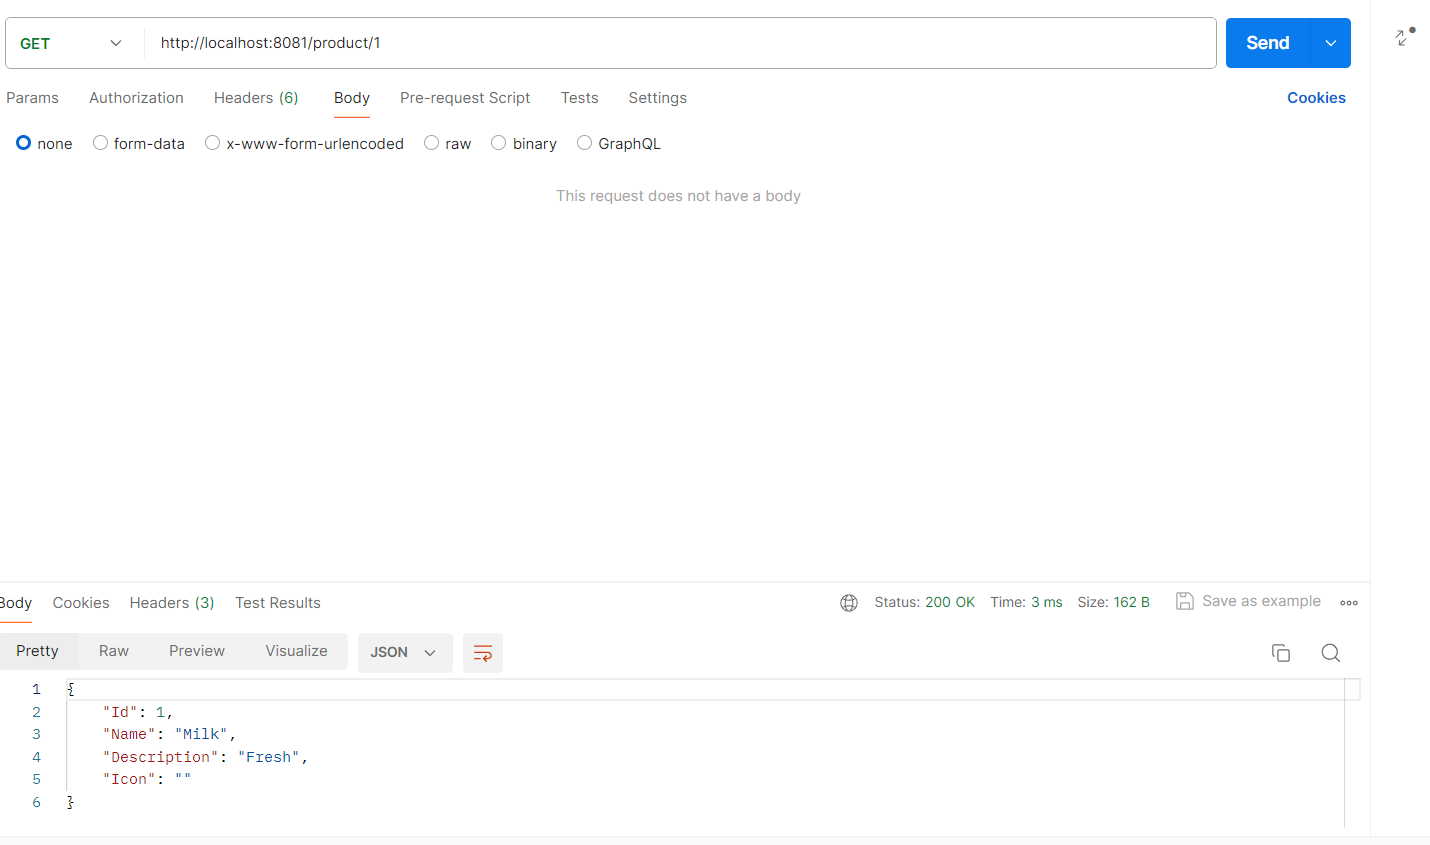 GET http://localhost:8081/product/1 Send
Params Authorization Headers (6) Body Pre-request Script Tests Settings Cookies
none form-data x-www-form-urlencoded raw binary GraphQL
This request does not have a body
Body Cookies Headers (3) Test Results Status: 200 OK Time: 3 ms Size: 162 B Save as example
Pretty Raw Preview Visualize JSON
1 {
2 "Id": 1,
3 "Name": "Milk",
4 "Description": "Fresh",
5 "Icon": ""
6 }